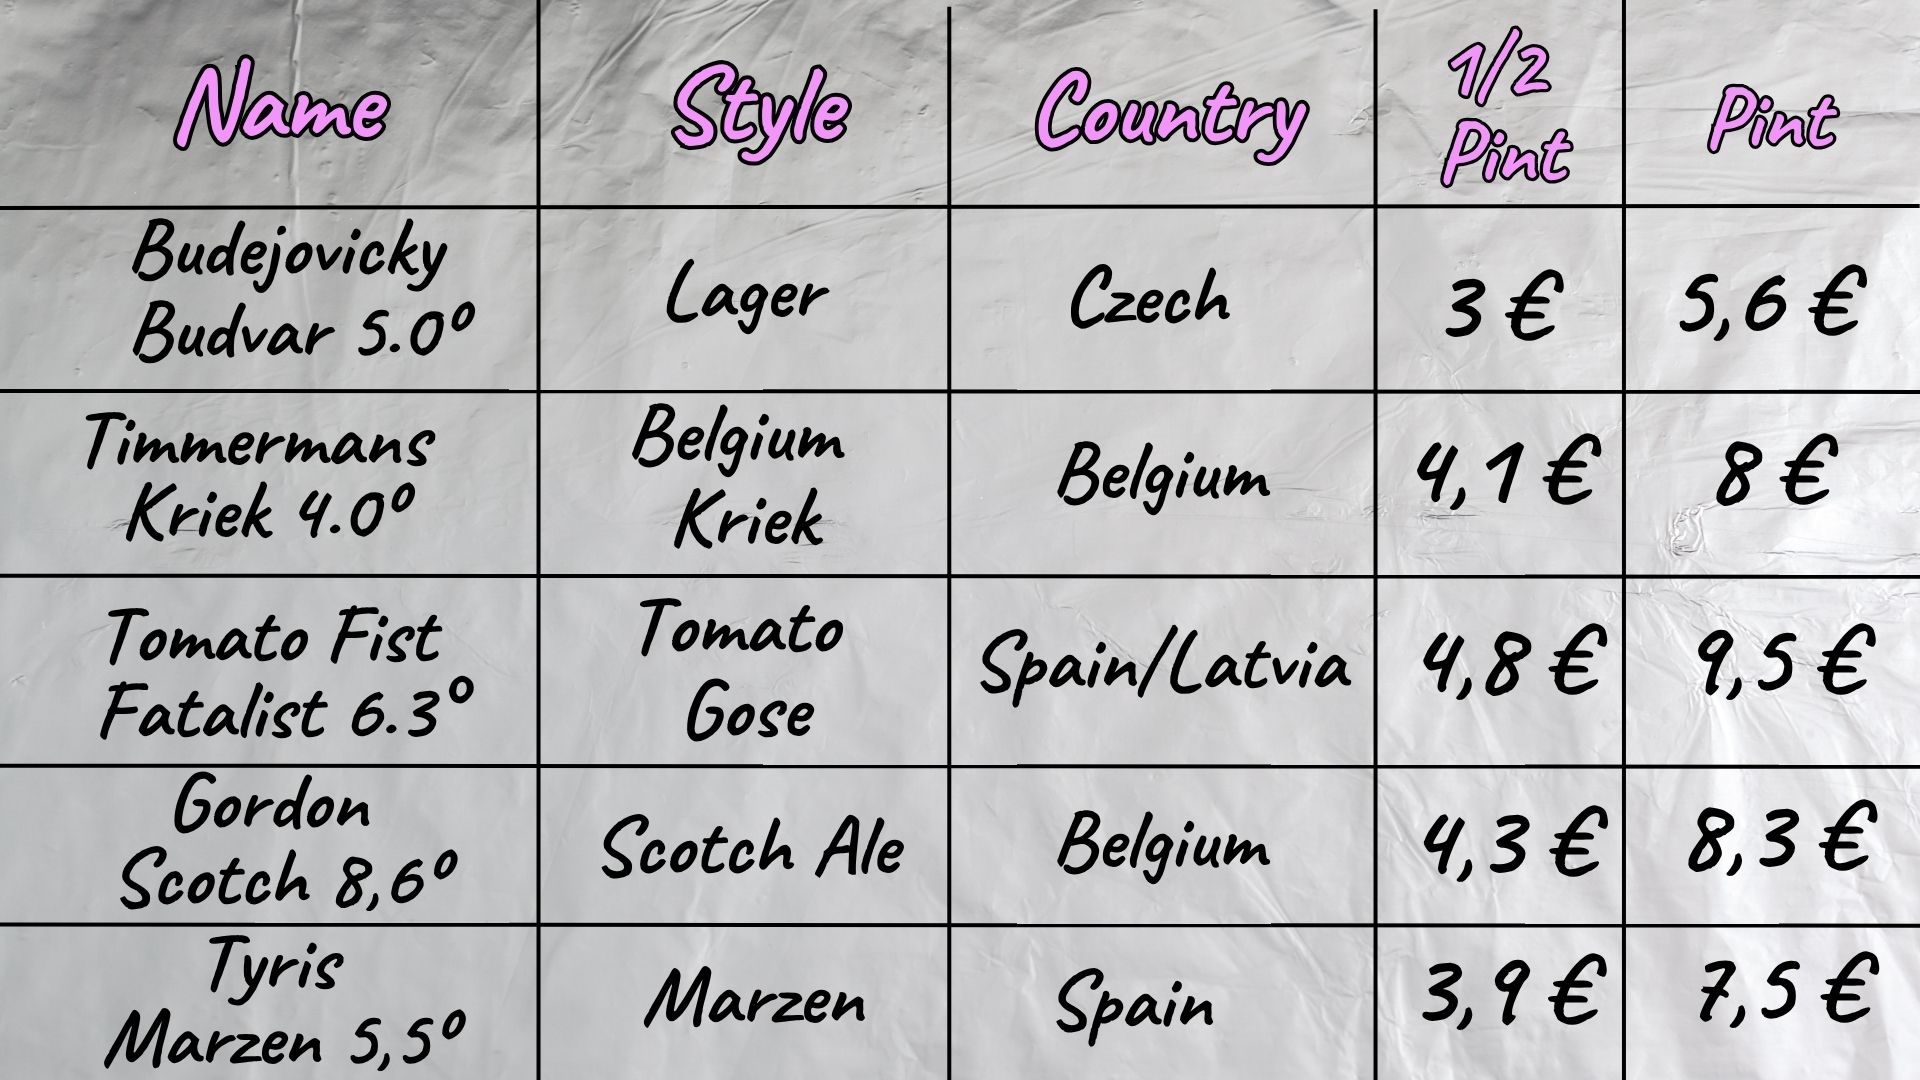 Name Style Country 1/2
Pint Pint
Budejovicky
Budvar 5.0º Lager Czech 3 € 5,6 €
Timmermans
Kriek 4.0º Belgium
Kriek Belgium 4,1 € 8 €
Tomato Fist
Fatalist 6.3º Tomato
Gose Spain/Latvia 4,8 € 9,5 €
Gordon
Scotch 8,6º Scotch Ale Belgium 4,3 € 8,3 €
Tyris
Marzen 5,5º Marzen Spain 3,9 € 7,5 €